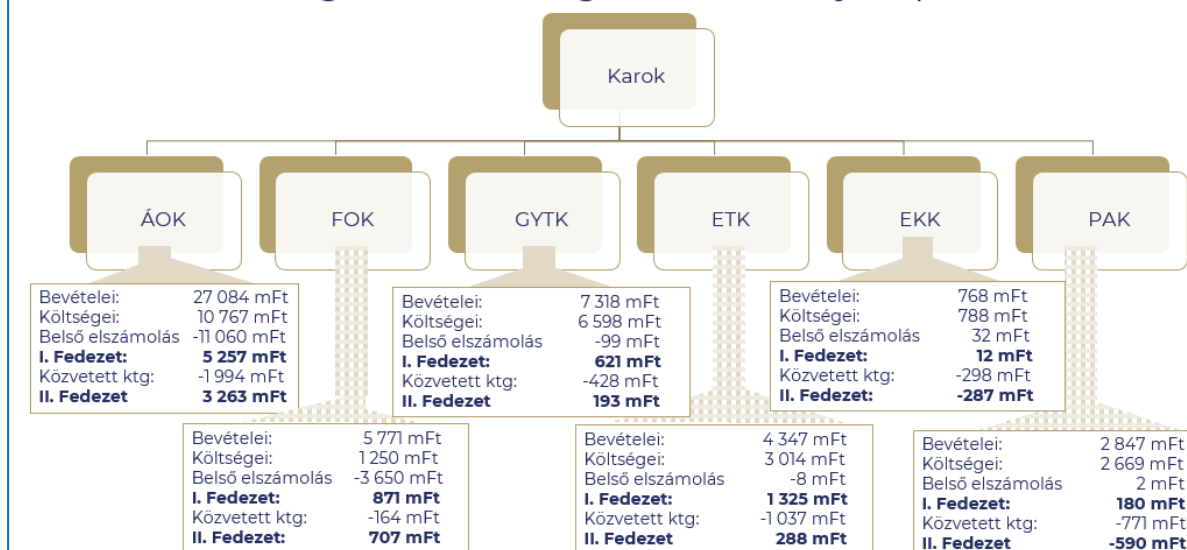 Karok
ÁOK
FOK
GYTK
ETK
EKK
PAK
Bevételei: 27 084 mFt
Költségei: 10 767 mFt
Belső elszámolás -11 060 mFt
I. Fedezet: 5 257 mFt
Közvetett ktg: -1 994 mFt
II. Fedezet 3 263 mFt
Bevételei: 5 771 mFt
Költségei: 1 250 mFt
Belső elszámolás -3 650 mFt
I. Fedezet: 871 mFt
Közvetett ktg: -164 mFt
II. Fedezet: 707 mFt
Bevételei: 7 318 mFt
Költségei: 6 598 mFt
Belső elszámolás -99 mFt
I. Fedezet: 621 mFt
Közvetett ktg: -428 mFt
II. Fedezet 193 mFt
Bevételei: 4 347 mFt
Költségei: 3 014 mFt
Belső elszámolás -8 mFt
I. Fedezet: 1 325 mFt
Közvetett ktg: -1 037 mFt
II. Fedezet 288 mFt
Bevételei: 768 mFt
Költségei: 788 mFt
Belső elszámolás 32 mFt
I. Fedezet: 12 mFt
Közvetett ktg: -298 mFt
II. Fedezet: -287 mFt
Bevételei: 2 847 mFt
Költségei: 2 669 mFt
Belső elszámolás 2 mFt
I. Fedezet: 180 mFt
Közvetett ktg: -771 mFt
II. Fedezet -590 mFt